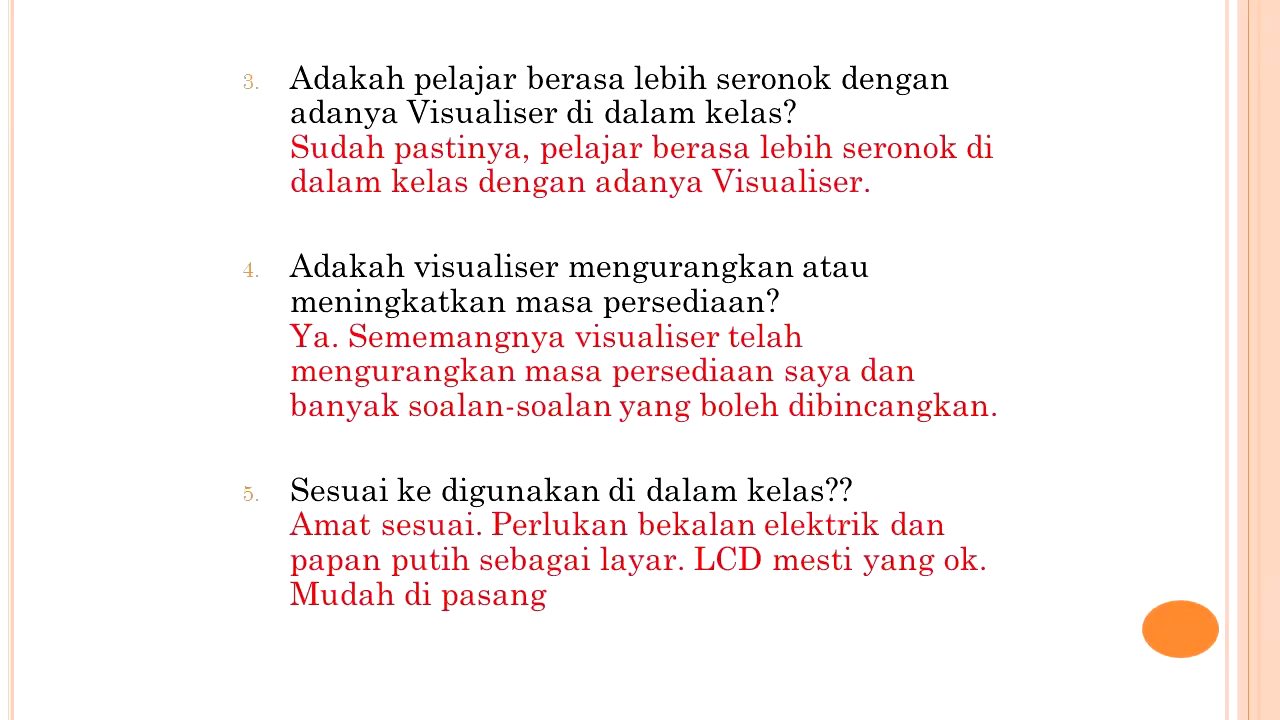 3. Adakah pelajar berasa lebih seronok dengan
adanya Visualiser di dalam kelas?
Sudah pastinya, pelajar berasa lebih seronok di
dalam kelas dengan adanya Visualiser.
4. Adakah visualiser mengurangkan atau
meningkatkan masa persediaan?
Ya. Sememangnya visualiser telah
mengurangkan masa persediaan saya dan
banyak soalan-soalan yang boleh dibincangkan.
5. Sesuai ke digunakan di dalam kelas??
Amat sesuai. Perlukan bekalan elektrik dan
papan putih sebagai layar. LCD mesti yang ok.
Mudah di pasang